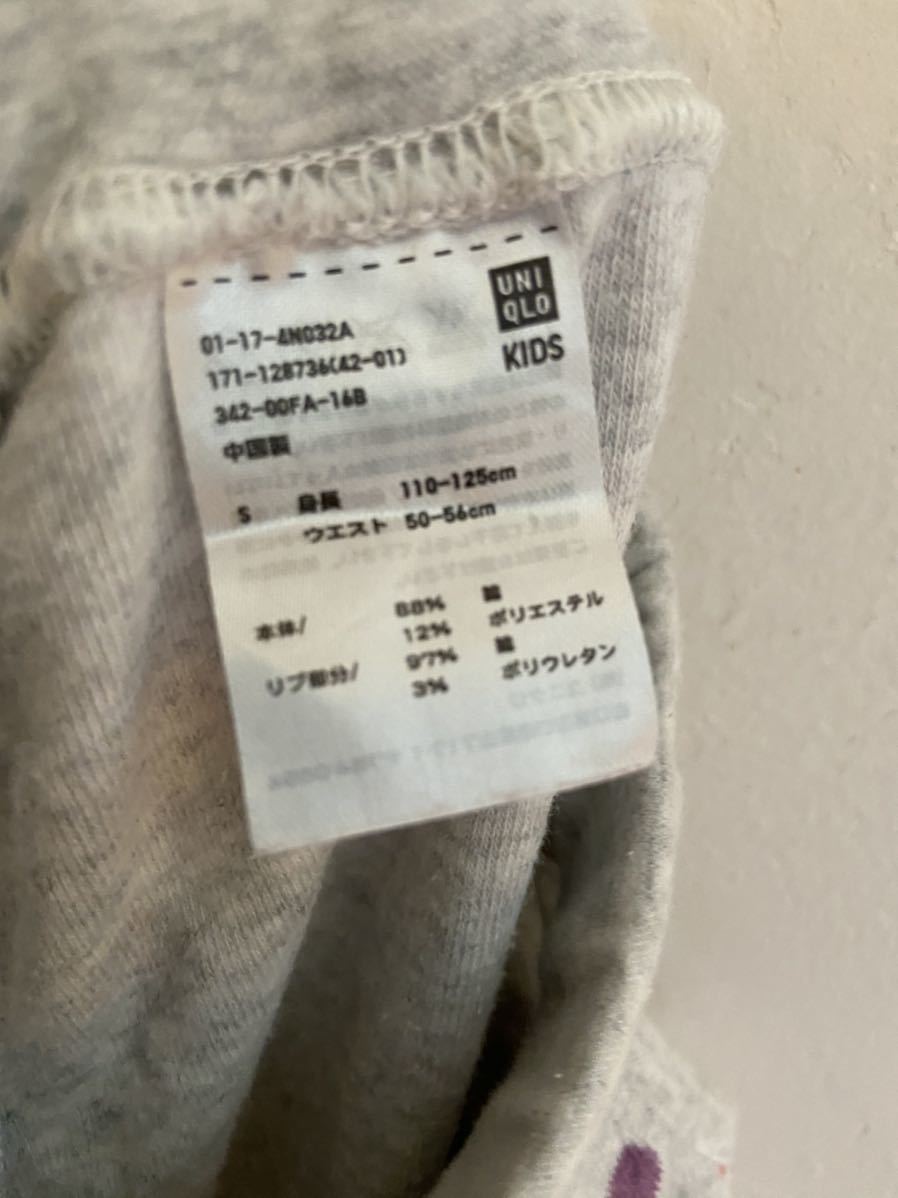 UNI
QLO
KIDS
01-17-4N032A
171-128736(42-01)
342-00FA-16B
中国製
S 身長 110-125cm
ウエスト 50-56cm
本体/ 88% 綿
12% ポリエステル
リブ部分/ 97% 綿
3% ポリウレタン